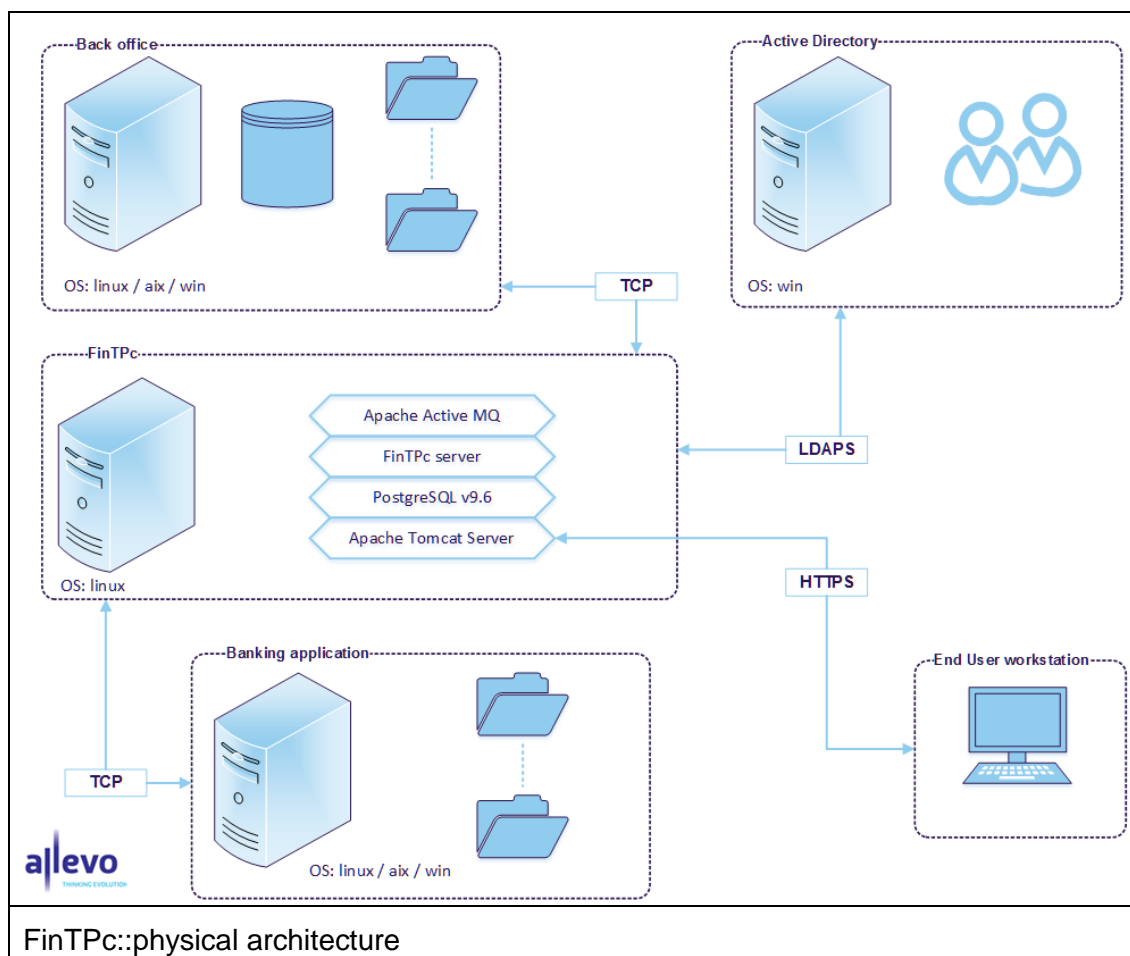 Back office
OS: linux / aix / win
Active Directory
OS: win
TCP
FinTPc
Apache Active MQ
FinTPc server
PostgreSQL v9.6
Apache Tomcat Server
OS: linux
LDAPS
HTTPS
Banking application
OS: linux / aix / win
TCP
End User workstation
allevo
THINKING EVOLUTION
FinTPc::physical architecture